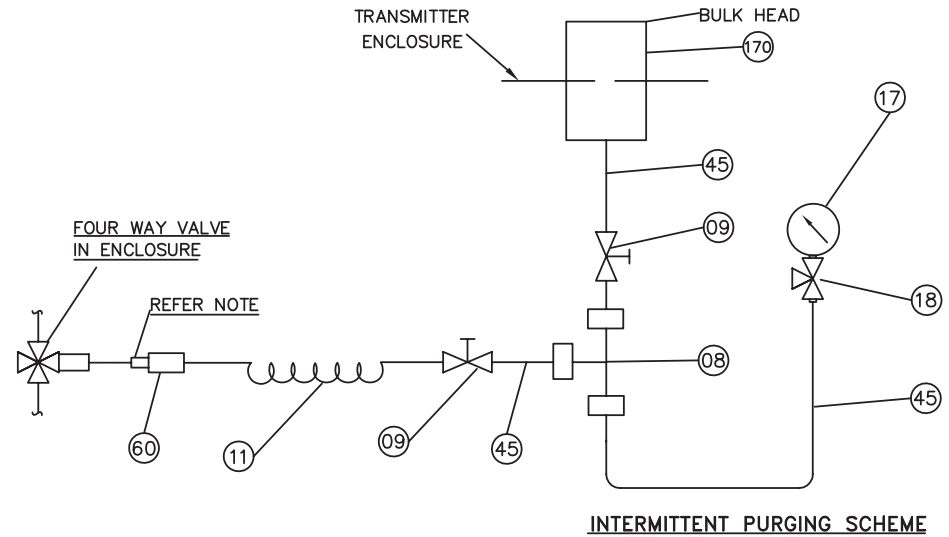 TRANSMITTER
ENCLOSURE
BULK HEAD
170
17
45
09
FOUR WAY VALVE
IN ENCLOSURE
18
REFER NOTE
08
45
60
11
09
45
INTERMITTENT PURGING SCHEME